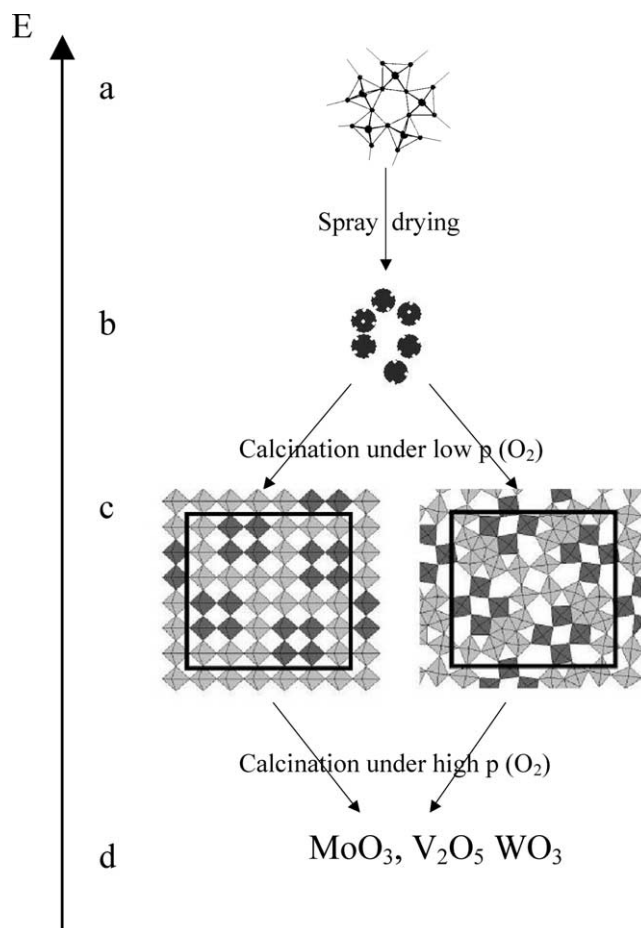 E
a
Spray drying
b
Calcination under low p (O₂)
c
Calcination under high p (O₂)
MoO₃, V₂O₅ WO₃
d